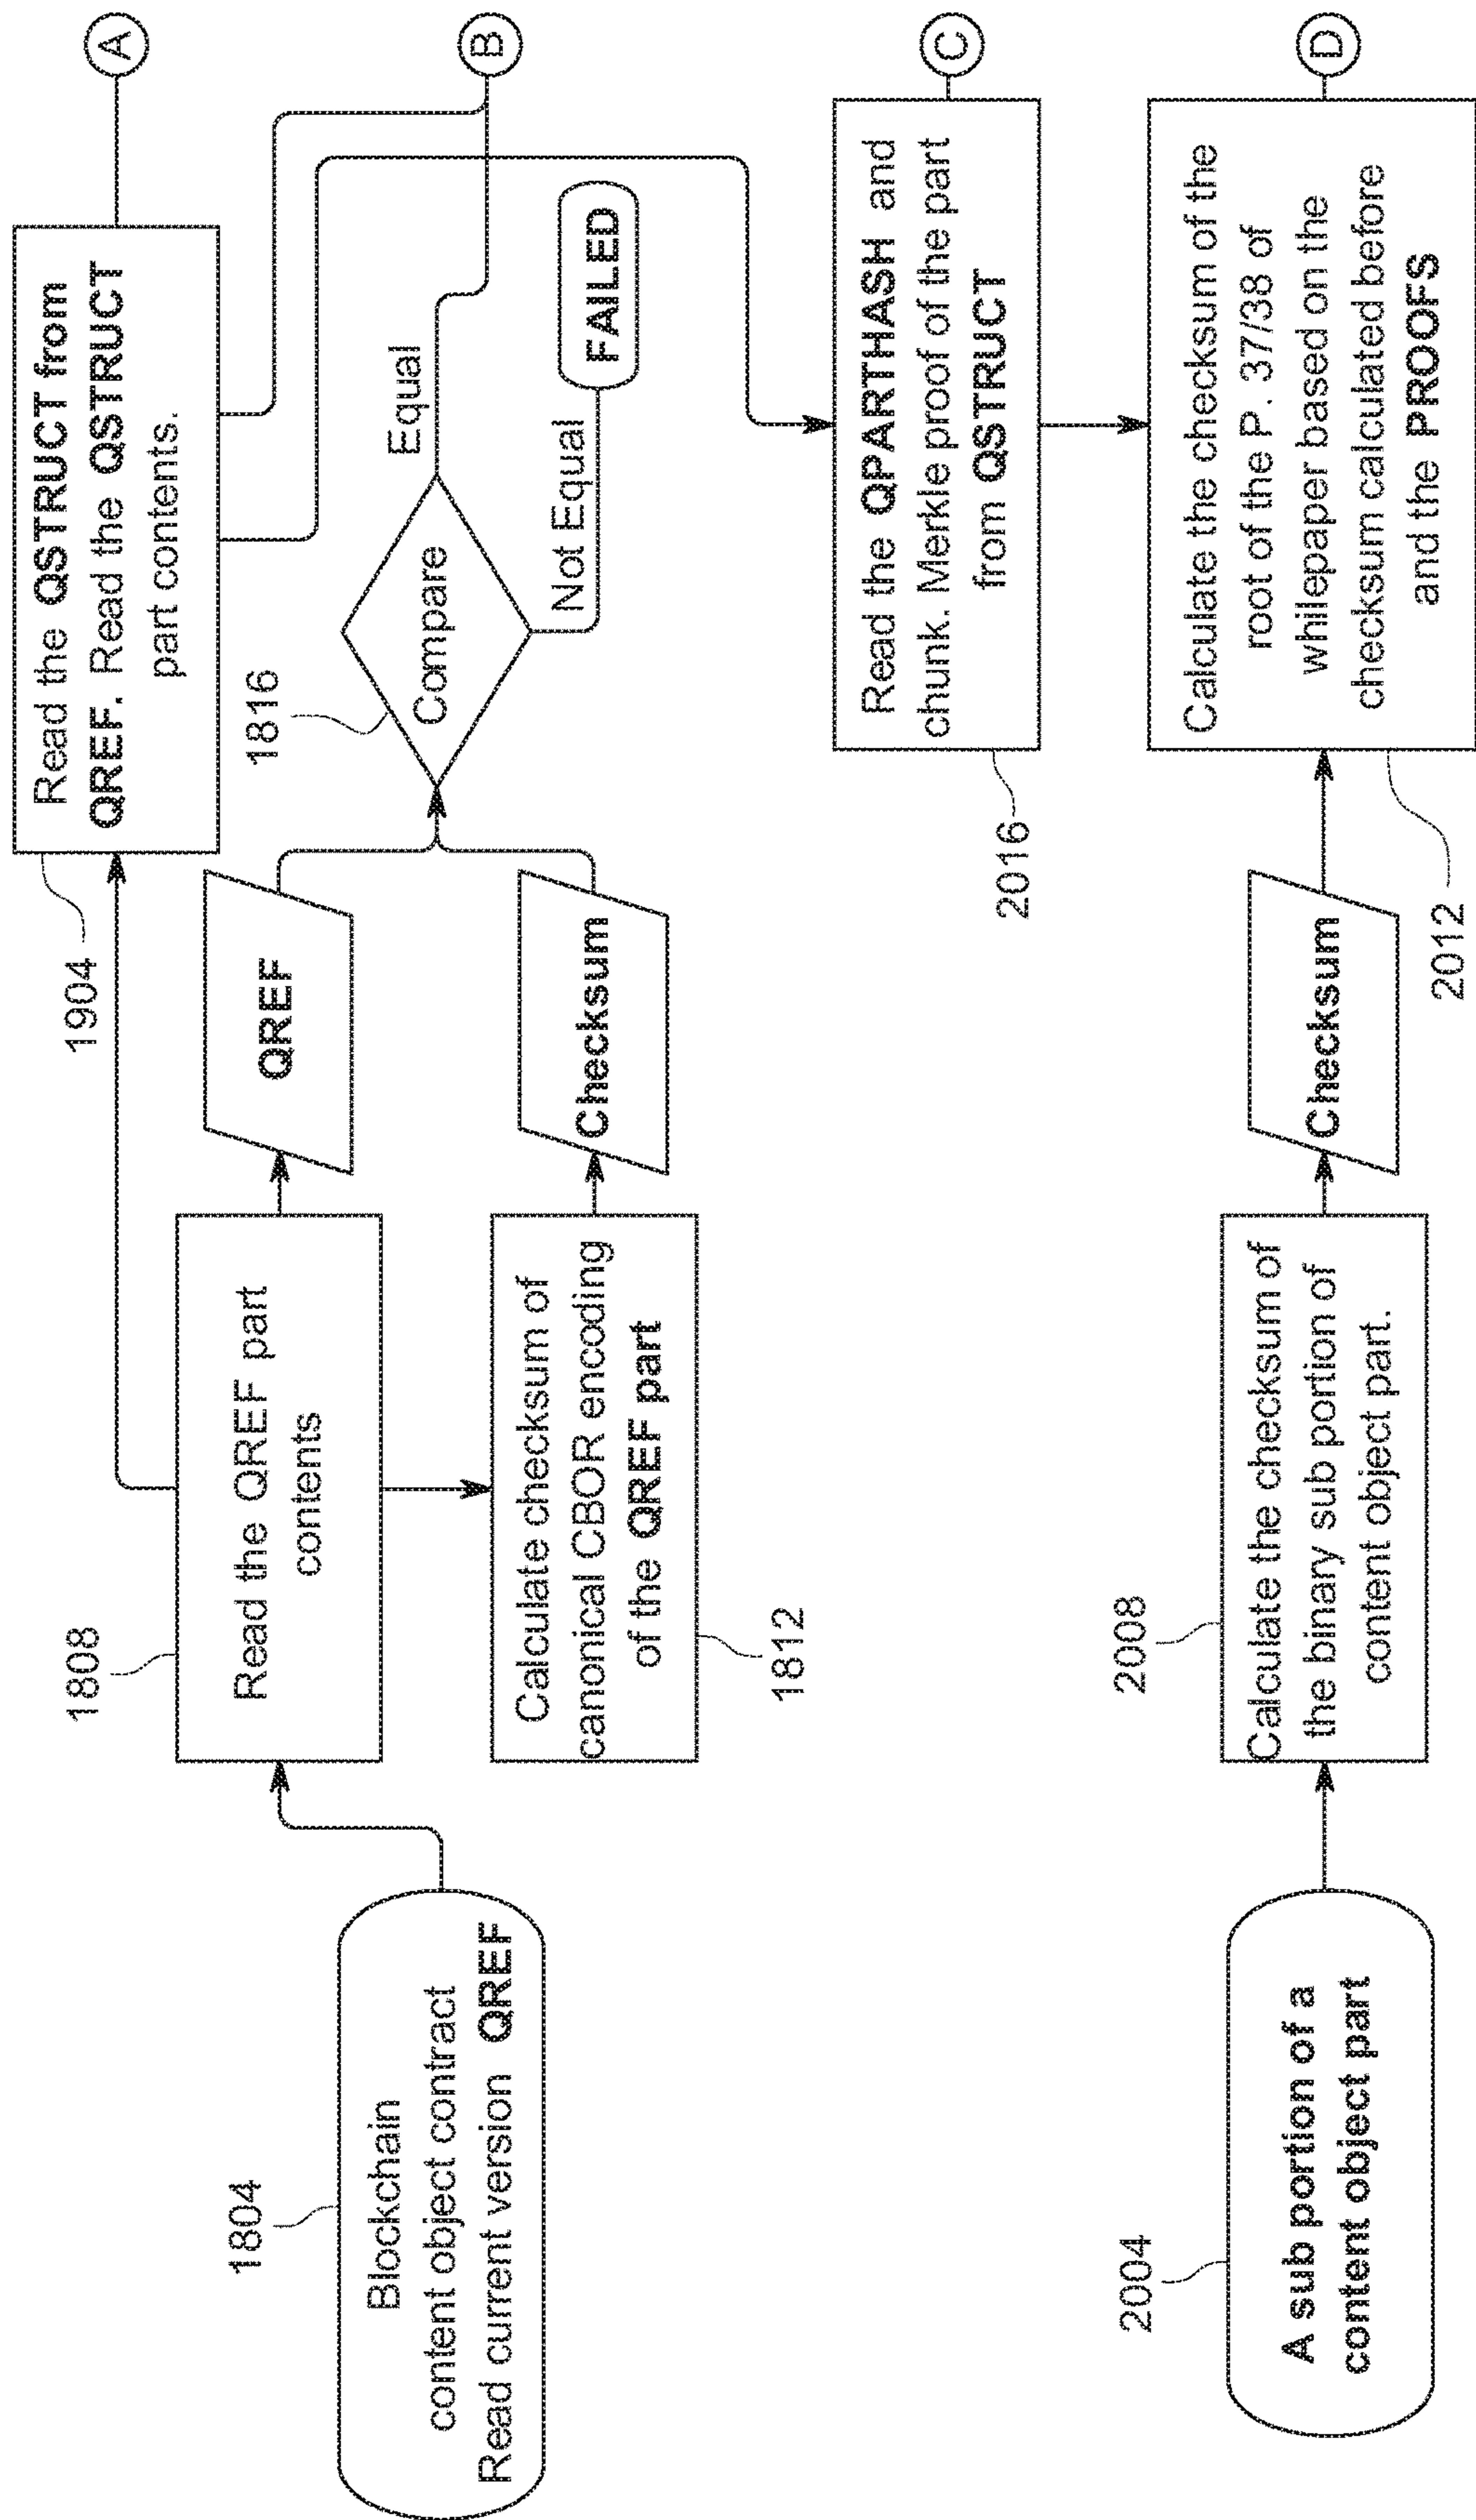 1804
Blockchain
content object contract
Read current version QREF
1808
Read the QREF part
contents
1812
Calculate checksum of
canonical CBOR encoding
of the QREF part
QREF
Checksum
1904
Read the QSTRUCT from
QREF. Read the QSTRUCT
part contents.
1816
Compare
Equal
Not Equal
FAILED
A
B
2016
Read the QPARTHASH and
chunk. Merkle proof of the part
from QSTRUCT
C
2004
A sub portion of a
content object part
2008
Calculate the checksum of
the binary sub portion of
content object part.
Checksum
2012
Calculate the checksum of the
root of the P. 37/38 of
whilepaper based on the
checksum calculated before
and the PROOFS
D